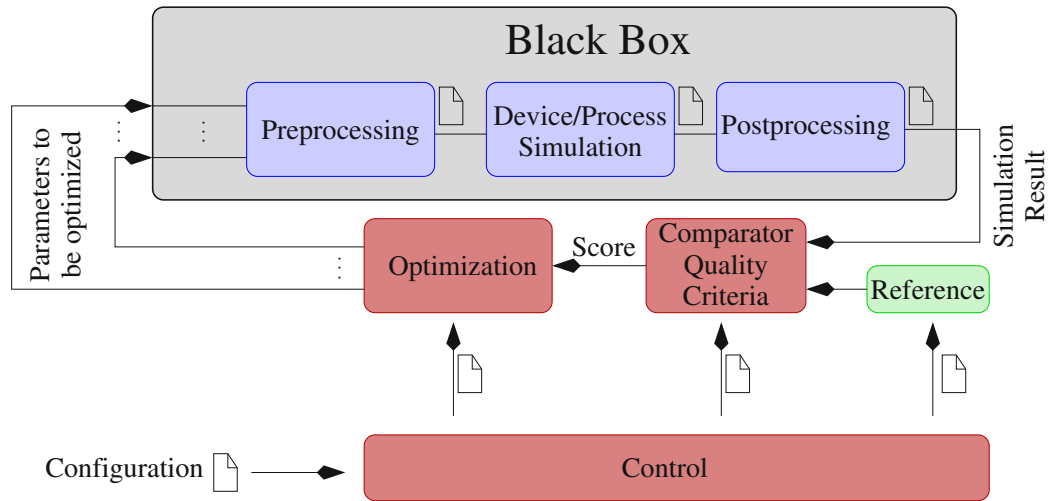 Black Box
Preprocessing
Device/Process
Simulation
Postprocessing
Parameters to
be optimized
Simulation
Result
Optimization
Score
Comparator
Quality
Criteria
Reference
Configuration
Control